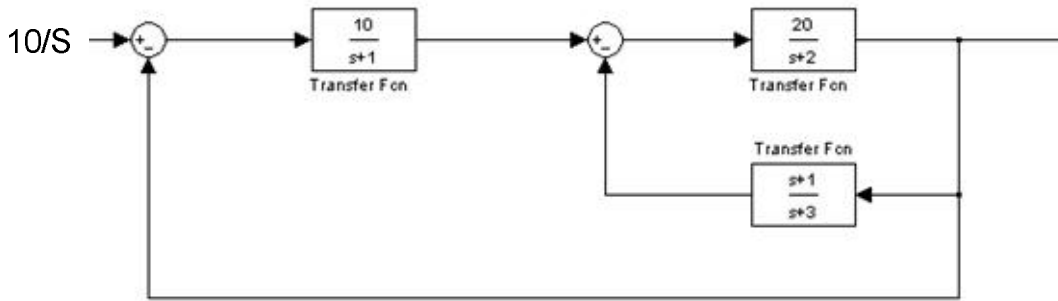 10/S
+
-
10
s+1
Transfer Fcn
+
-
20
s+2
Transfer Fcn
Transfer Fcn
s+1
s+3